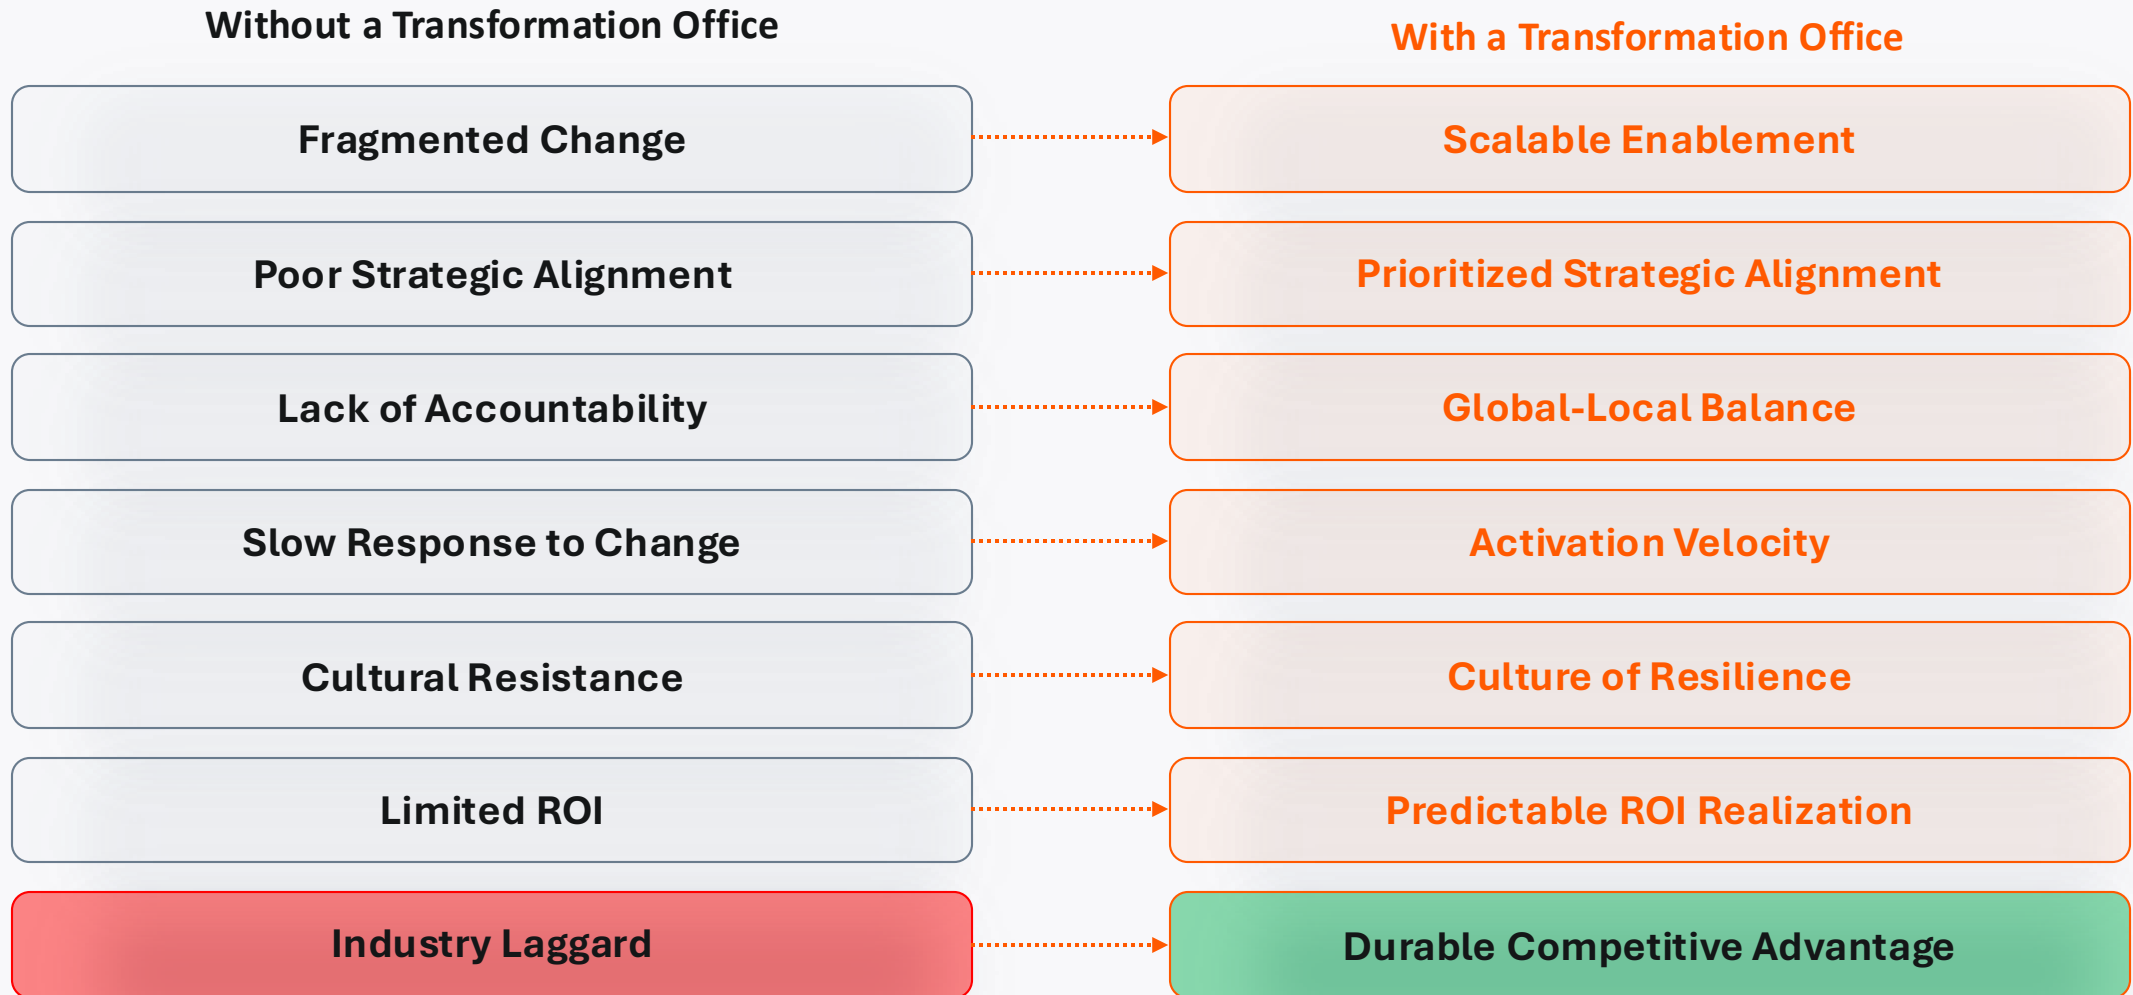 Without a Transformation Office
With a Transformation Office
Fragmented Change
Scalable Enablement
Poor Strategic Alignment
Prioritized Strategic Alignment
Lack of Accountability
Global-Local Balance
Slow Response to Change
Activation Velocity
Cultural Resistance
Culture of Resilience
Limited ROI
Predictable ROI Realization
Industry Laggard
Durable Competitive Advantage